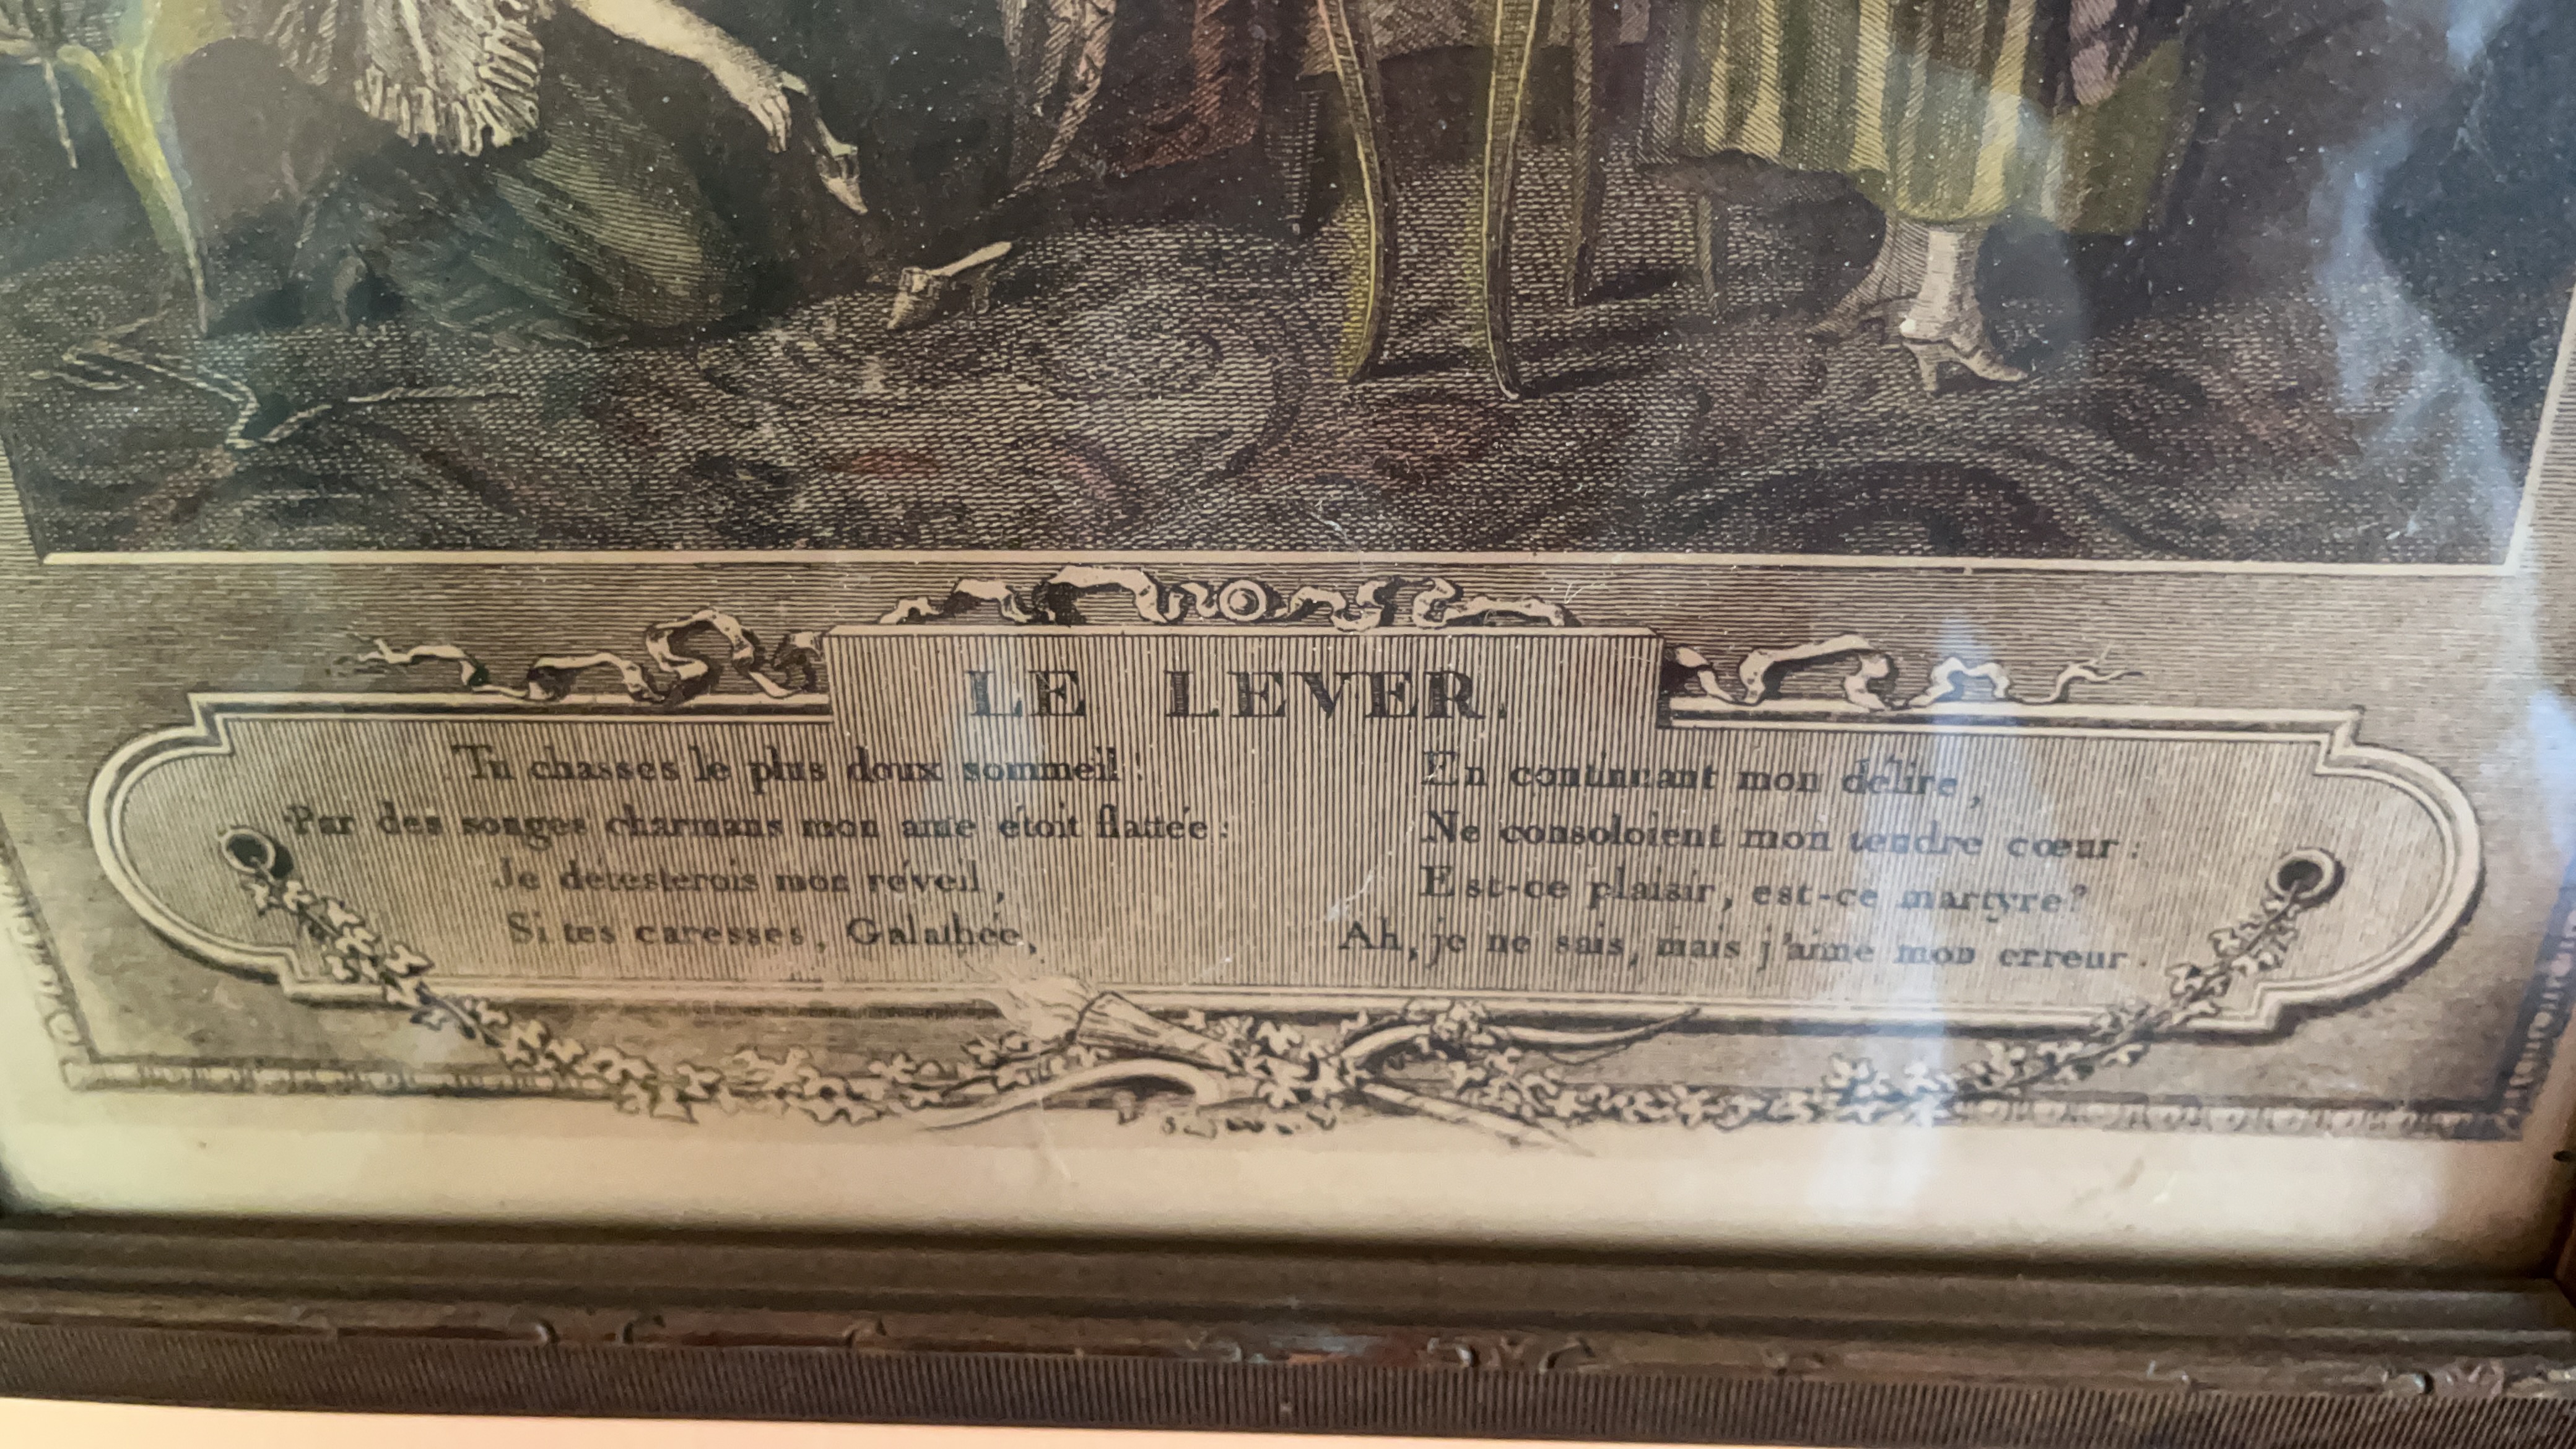 LE LEVER.
Tu chasses le plus doux sommeil :
Par des songes charmans mon ame étoit flattée :
Je détesterois mon réveil,
Si tes caresses, Galathée,
En continuant mon délire,
Ne consoloient mon tendre cœur :
Est-ce plaisir, est-ce martyre?
Ah, je ne sais, mais j'aime mon erreur.